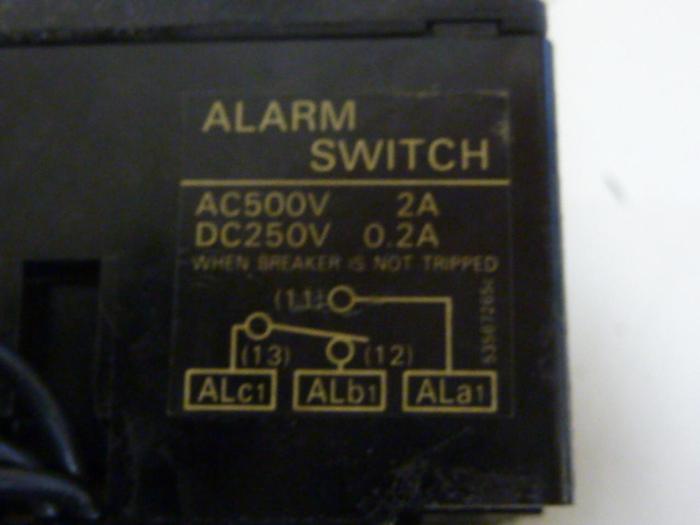 ALARM
SWITCH
AC500V 2A
DC250V 0.2A
WHEN BREAKER IS NOT TRIPPED
(11)
(13) (12)
ALc1 ALb1 ALa1